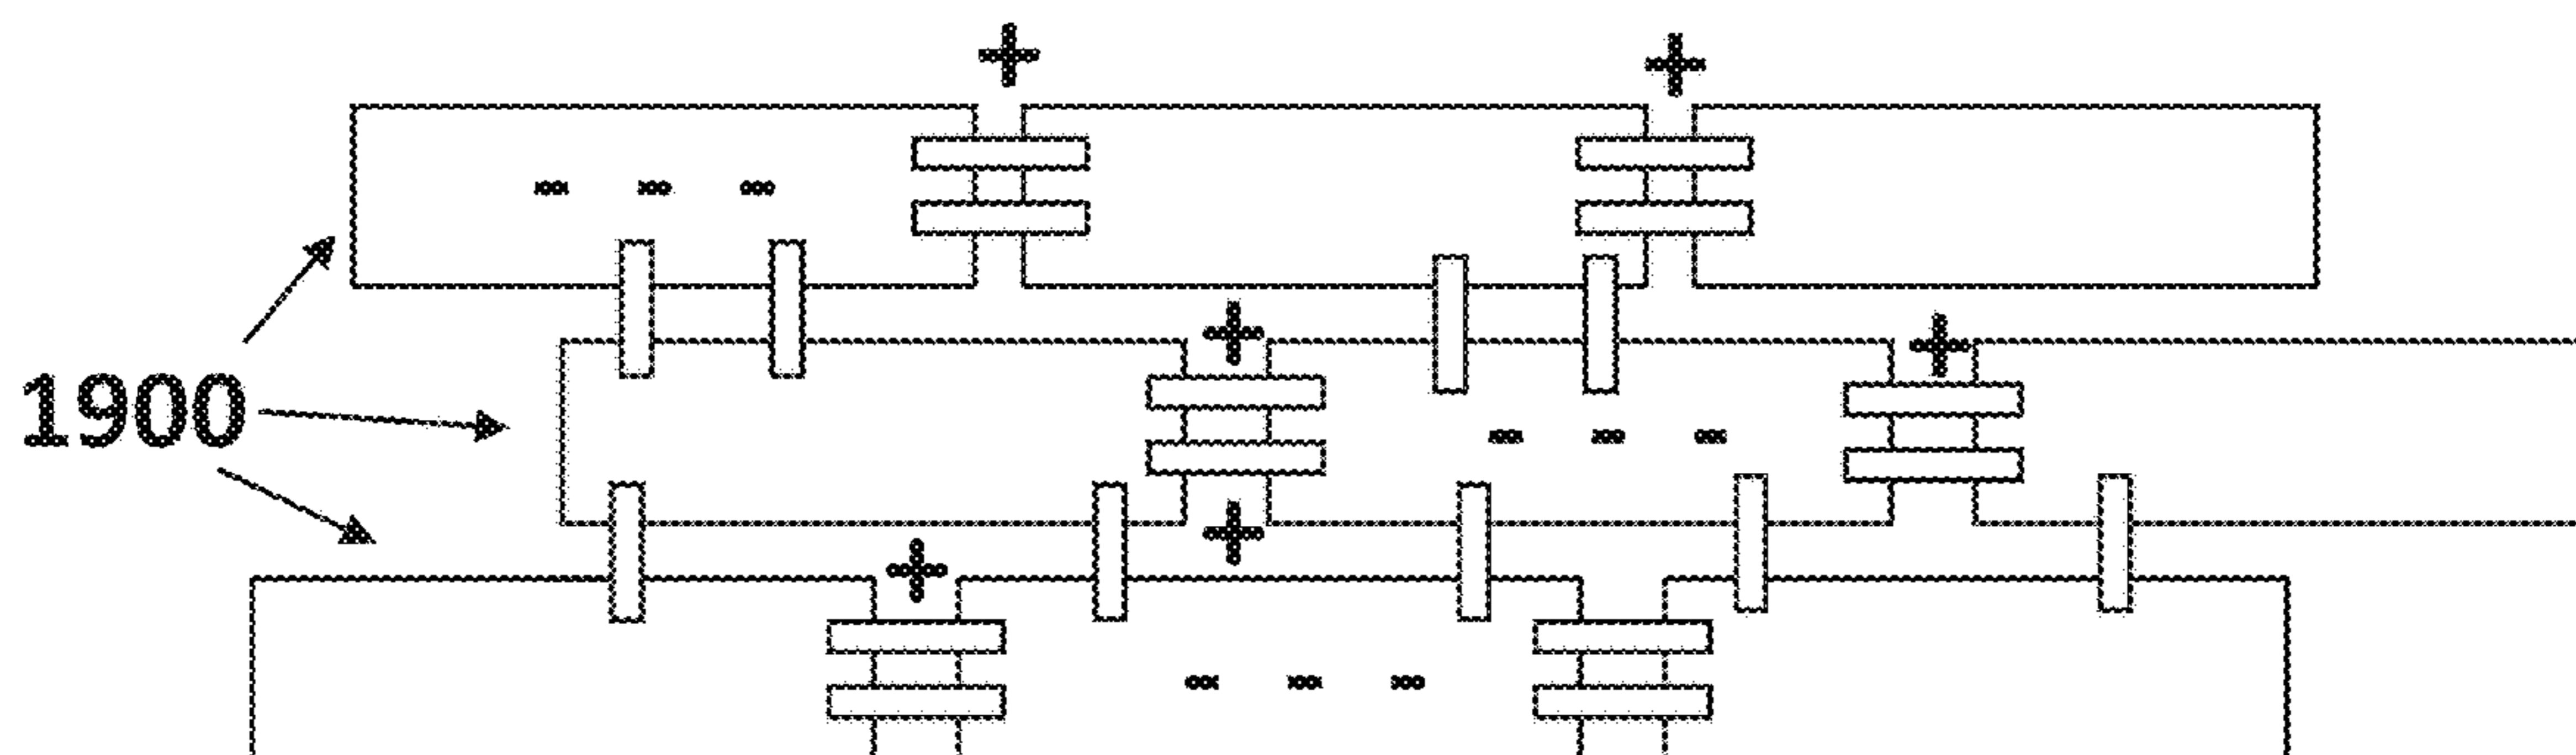 + +
- - -
+ +
1900
- - -
+
+
- - -